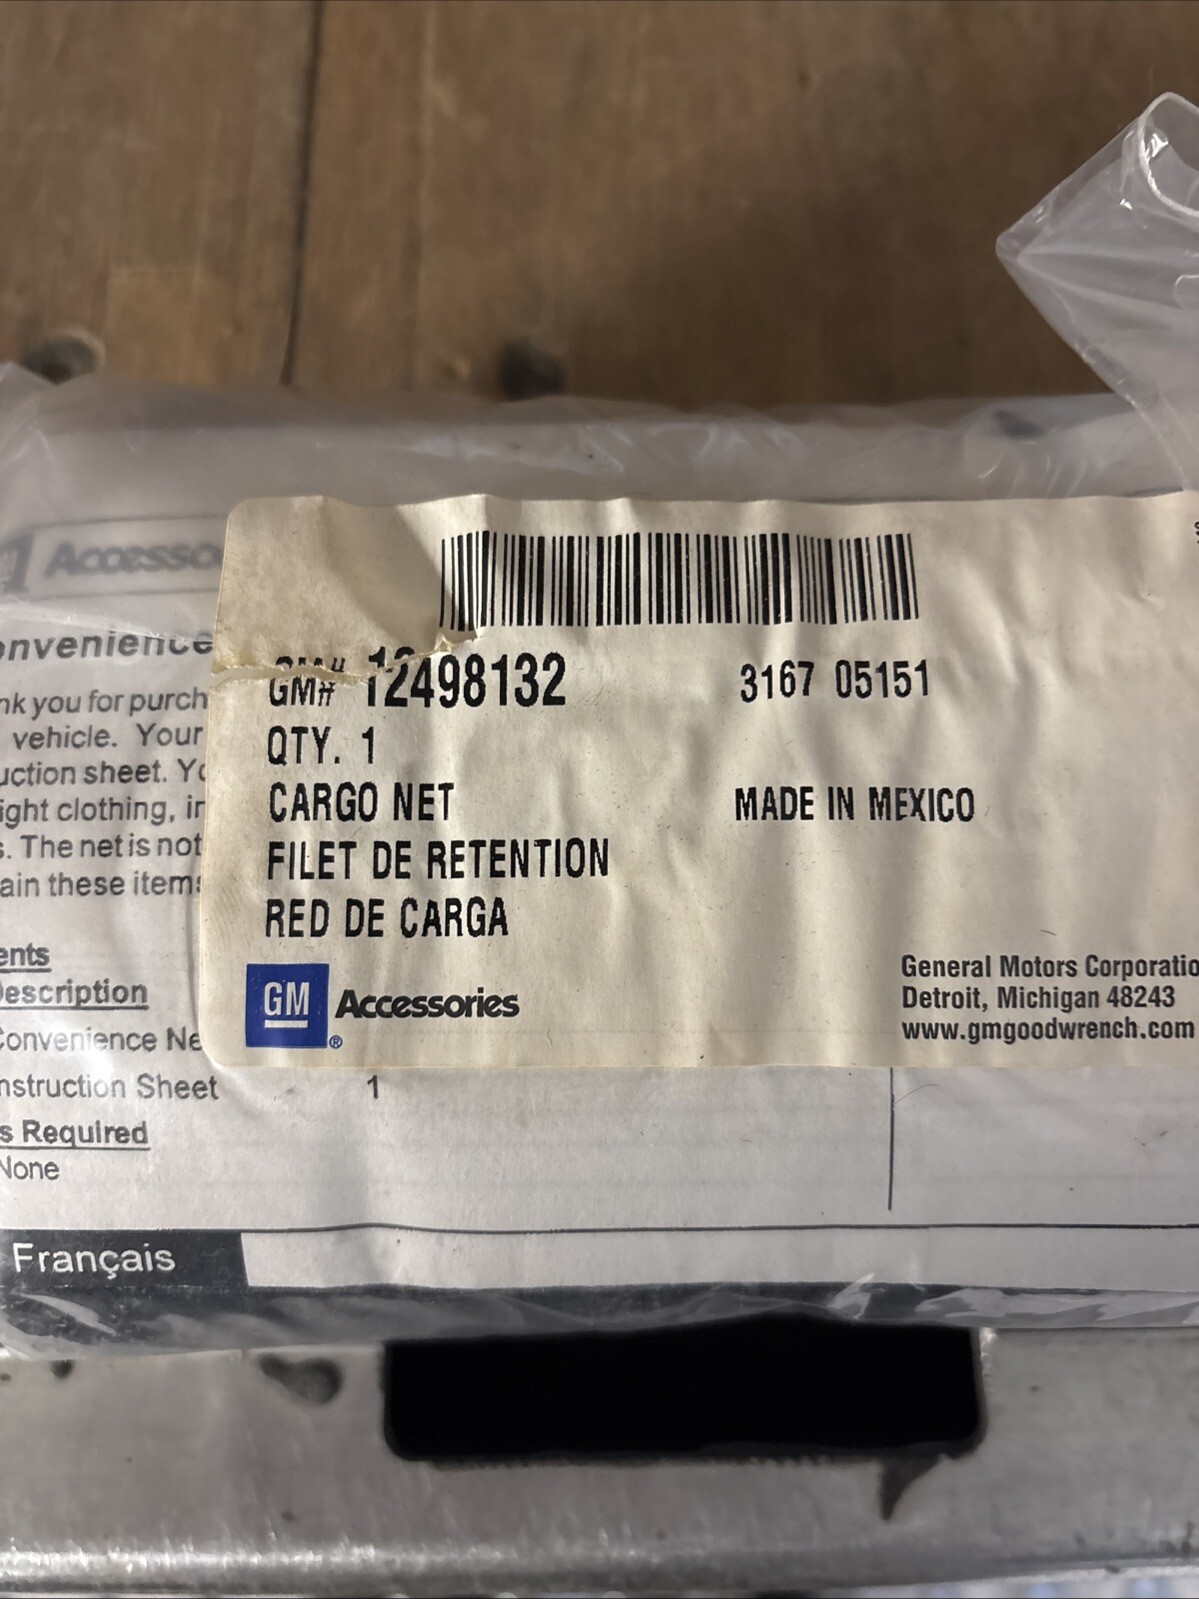 Accesso
onvenience
nk you for purch
vehicle. Your
uction sheet. Yo
ight clothing, in
s. The net is not
ain these items
ents
Description
Convenience Ne
nstruction Sheet 1
s Required
None
Français
GM# 12498132 3167 05151
QTY. 1
CARGO NET MADE IN MEXICO
FILET DE RETENTION
RED DE CARGA
GM Accessories
®
General Motors Corporatio
Detroit, Michigan 48243
www.gmgoodwrench.com